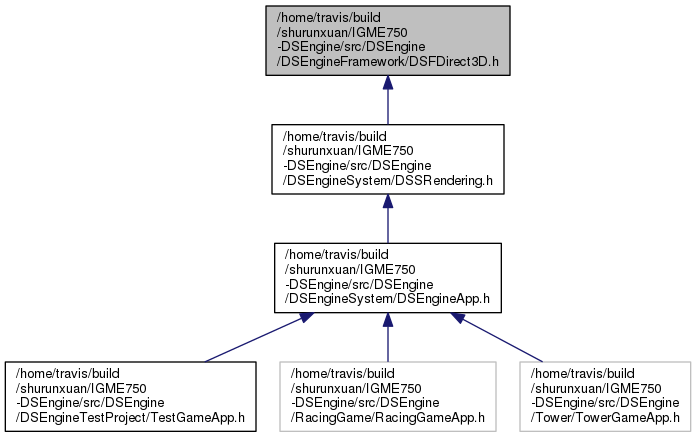 /home/travis/build
/shurunxuan/IGME750
-DSEngine/src/DSEngine
/DSEngineFramework/DSFDirect3D.h
/home/travis/build
/shurunxuan/IGME750
-DSEngine/src/DSEngine
/DSEngineSystem/DSSRendering.h
/home/travis/build
/shurunxuan/IGME750
-DSEngine/src/DSEngine
/DSEngineSystem/DSEngineApp.h
/home/travis/build
/shurunxuan/IGME750
-DSEngine/src/DSEngine
/DSEngineTestProject/TestGameApp.h
/home/travis/build
/shurunxuan/IGME750
-DSEngine/src/DSEngine
/RacingGame/RacingGameApp.h
/home/travis/build
/shurunxuan/IGME750
-DSEngine/src/DSEngine
/Tower/TowerGameApp.h